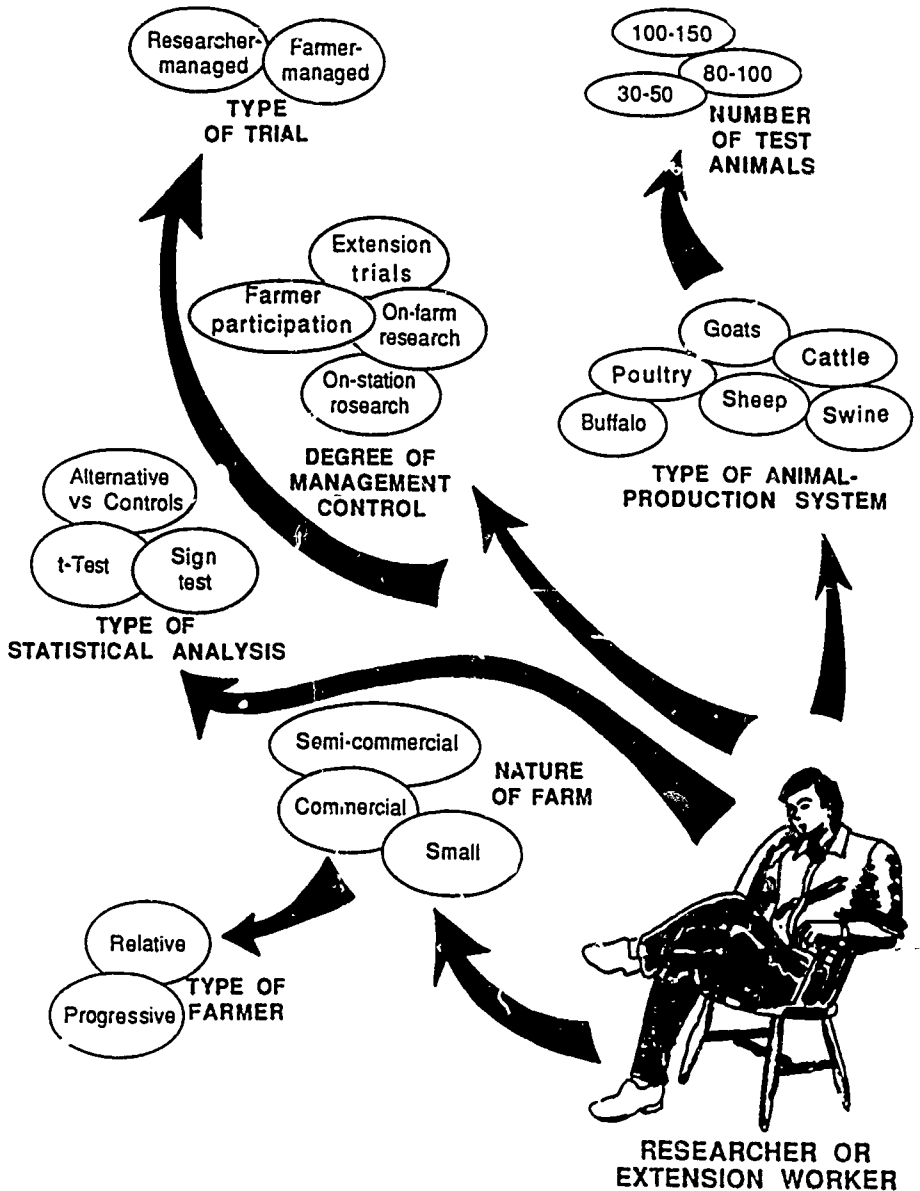 Researcher-
managed
Farmer-
managed
TYPE
OF TRIAL
100-150
80-100
30-50
NUMBER
OF TEST
ANIMALS
Extension
trials
Farmer
participation
On-farm
research
On-station
rosearch
DEGREE OF
MANAGEMENT
CONTROL
Goats
Cattle
Poultry
Sheep
Swine
Buffalo
TYPE OF ANIMAL-
PRODUCTION SYSTEM
Alternative
vs Controls
t-Test
Sign
test
TYPE OF
STATISTICAL ANALYSIS
Semi-commercial
Commercial
Small
NATURE
OF FARM
Relative
Progressive
TYPE OF
FARMER
RESEARCHER OR
EXTENSION WORKER